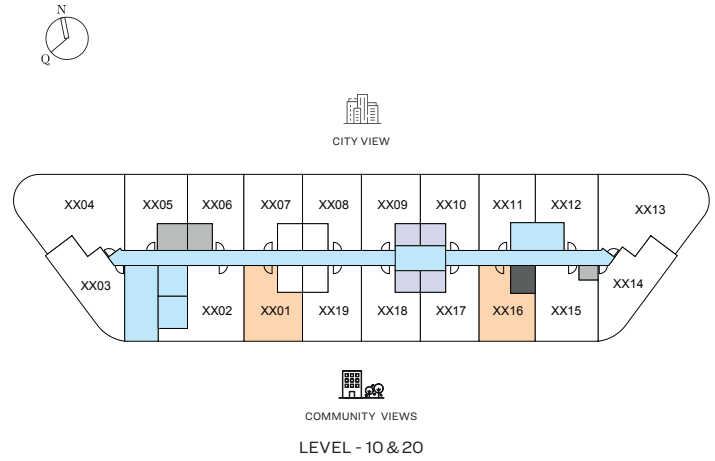 N
Q
CITY VIEW
XX04 XX05 XX06 XX07 XX08 XX09 XX10 XX11 XX12 XX13
XX03 XX14
XX02 XX01 XX19 XX18 XX17 XX16 XX15
COMMUNITY VIEWS
LEVEL - 10 & 20